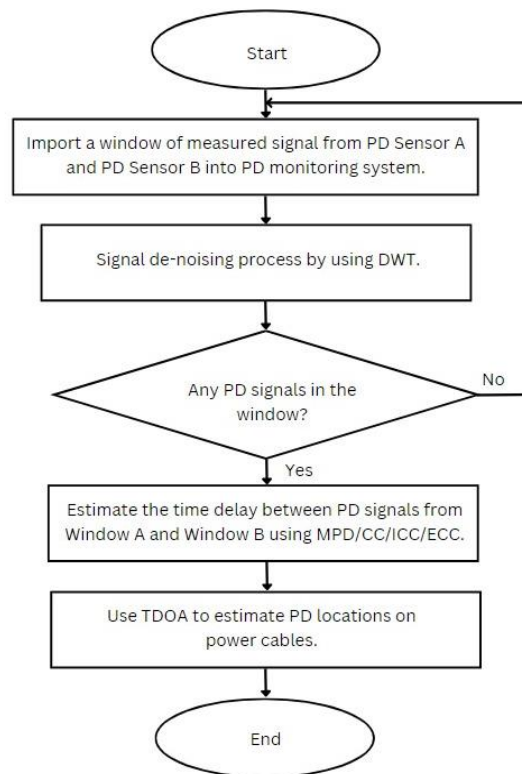 Start
Import a window of measured signal from PD Sensor A
and PD Sensor B into PD monitoring system.
Signal de-noising process by using DWT.
Any PD signals in the
window?
No
Yes
Estimate the time delay between PD signals from
Window A and Window B using MPD/CC/ICC/ECC.
Use TDOA to estimate PD locations on
power cables.
End